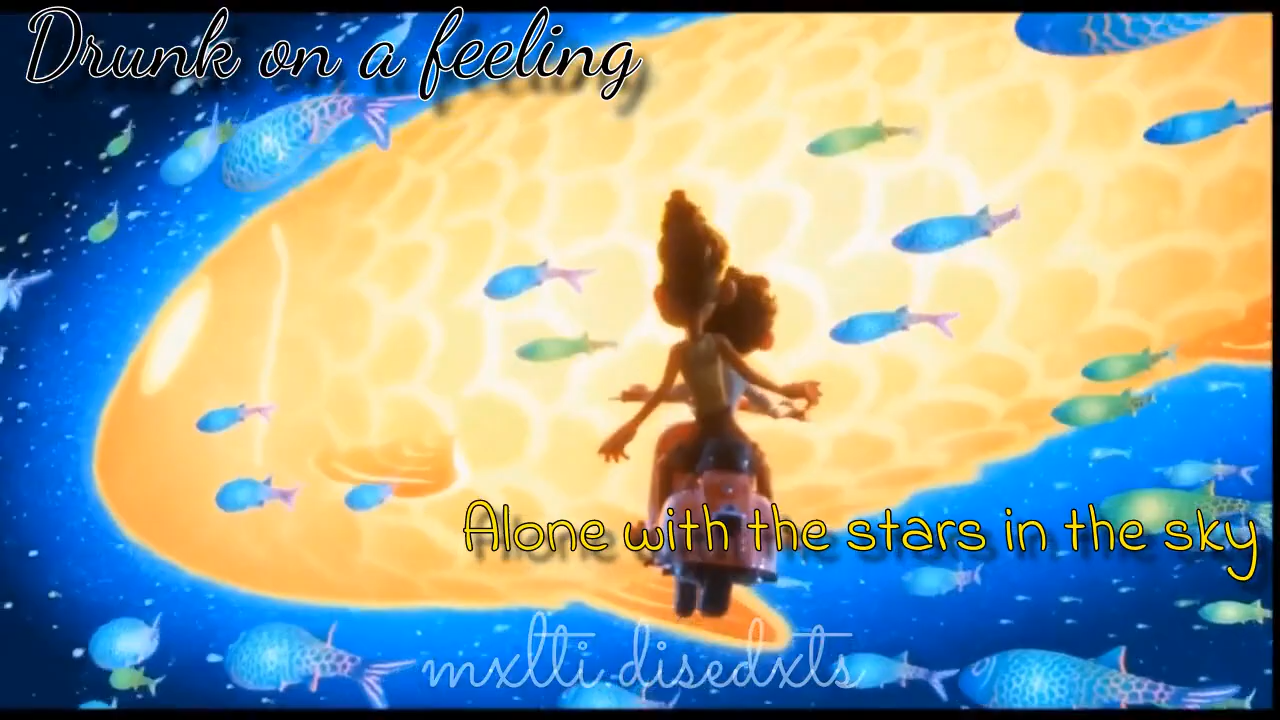 Drunk on a feeling
Alone with the stars in the sky
mxlti disedxts